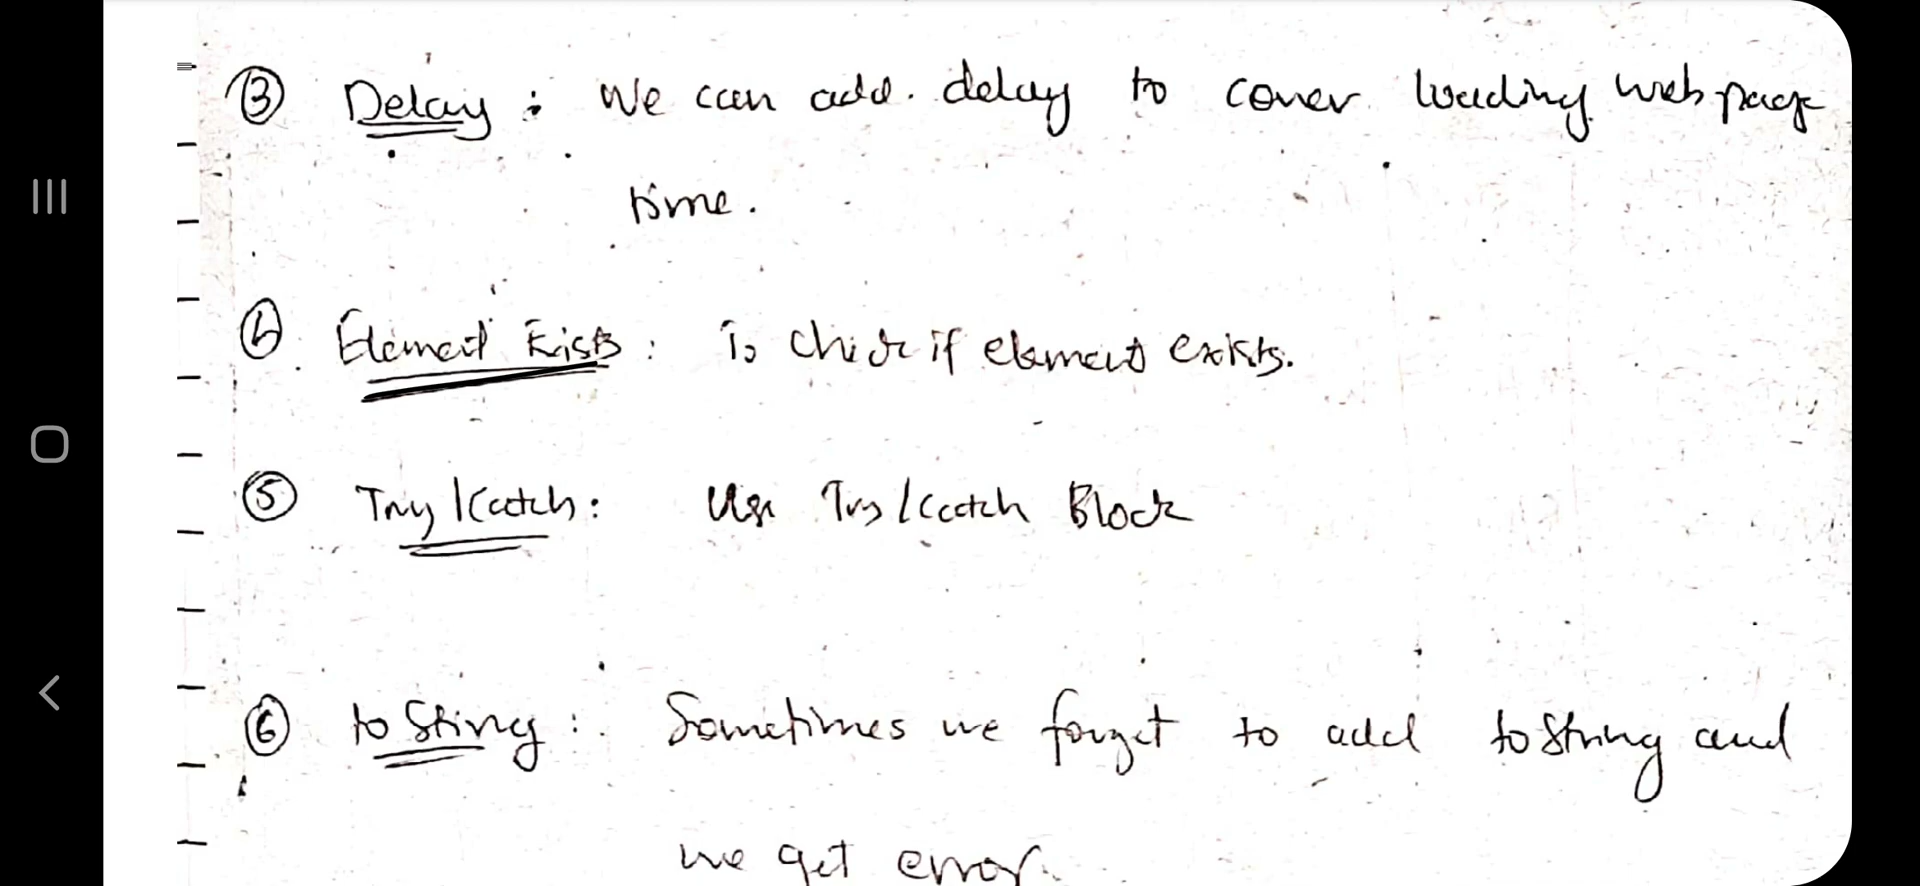 ③ Delay : We can add. delay to cover loading web page
time.
④ Element Exists : To check if element exists.
⑤ Try/Catch : Use Try/Catch Block
⑥ to String : Sometimes we forget to add toString and
we get error.